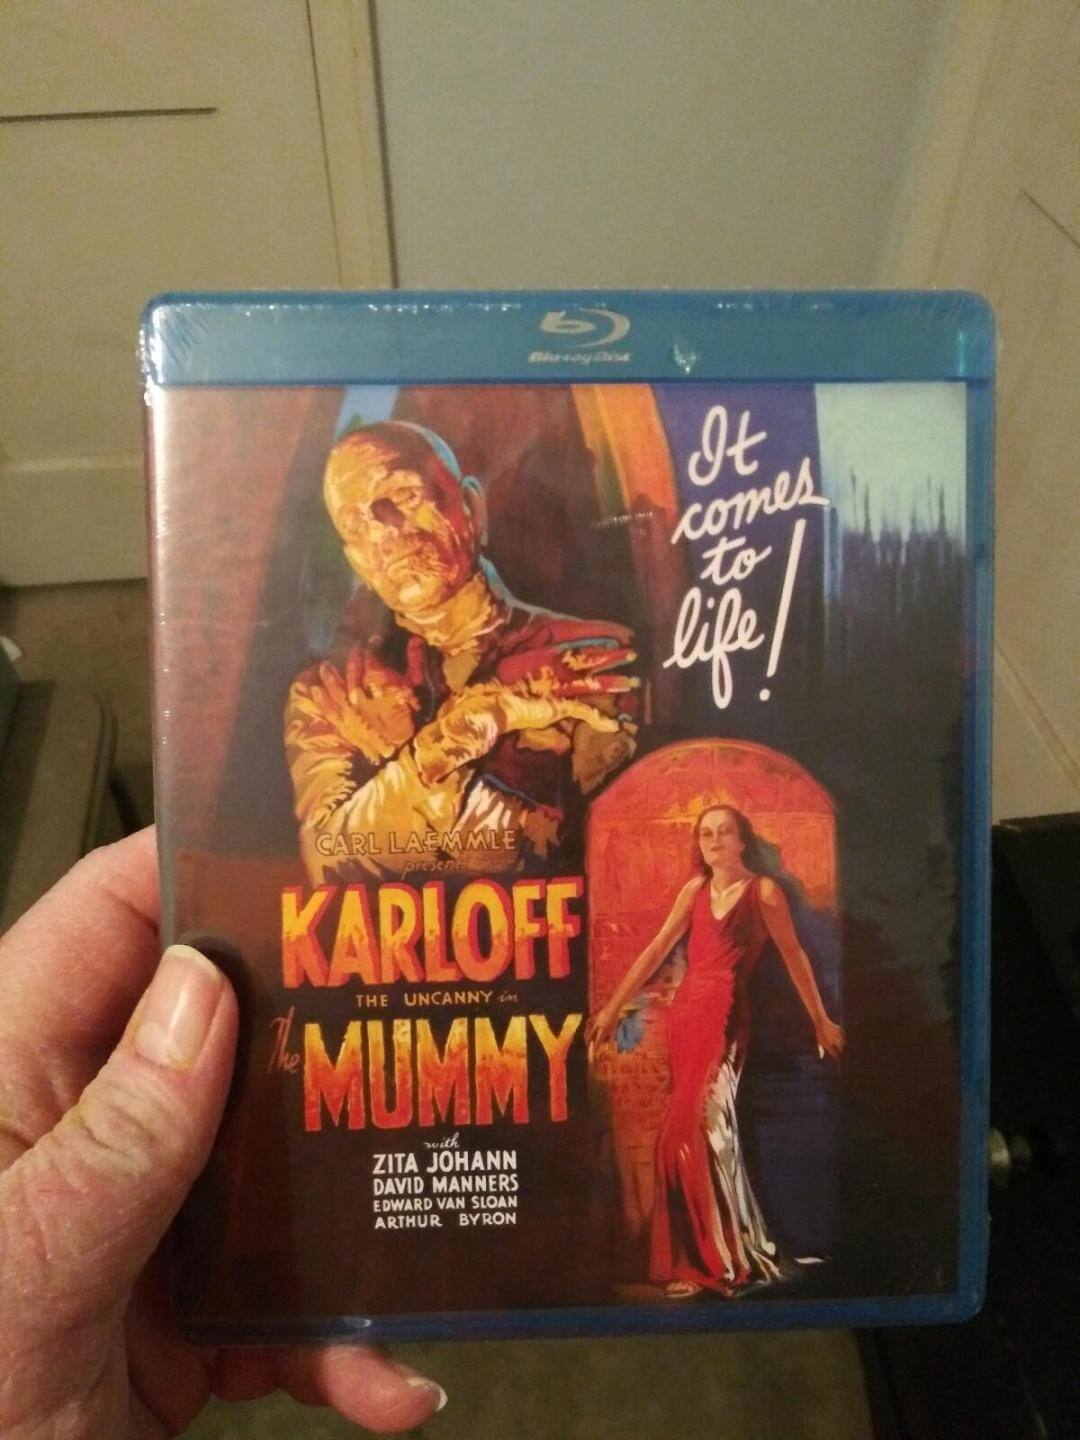 Blu-ray Disc
It
comes
to
life!
CARL LAEMMLE
presents
KARLOFF
THE UNCANNY in
The
MUMMY
with
ZITA JOHANN
DAVID MANNERS
EDWARD VAN SLOAN
ARTHUR BYRON